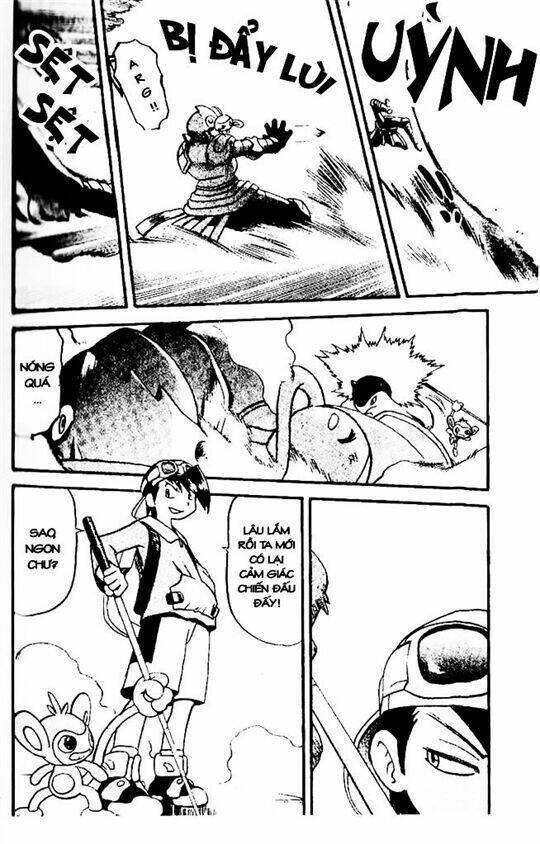 SỆT
SỆT
ARG!!
BỊ ĐẨY LÙI
UỲNH
!!
NÓNG
QUÁ
...
SAO,
NGON
CHƯ?
LÂU LẮM
RỒI TA MỚI
CÓ LẠI
CẢM GIÁC
CHIẾN ĐẤU
ĐẤY!